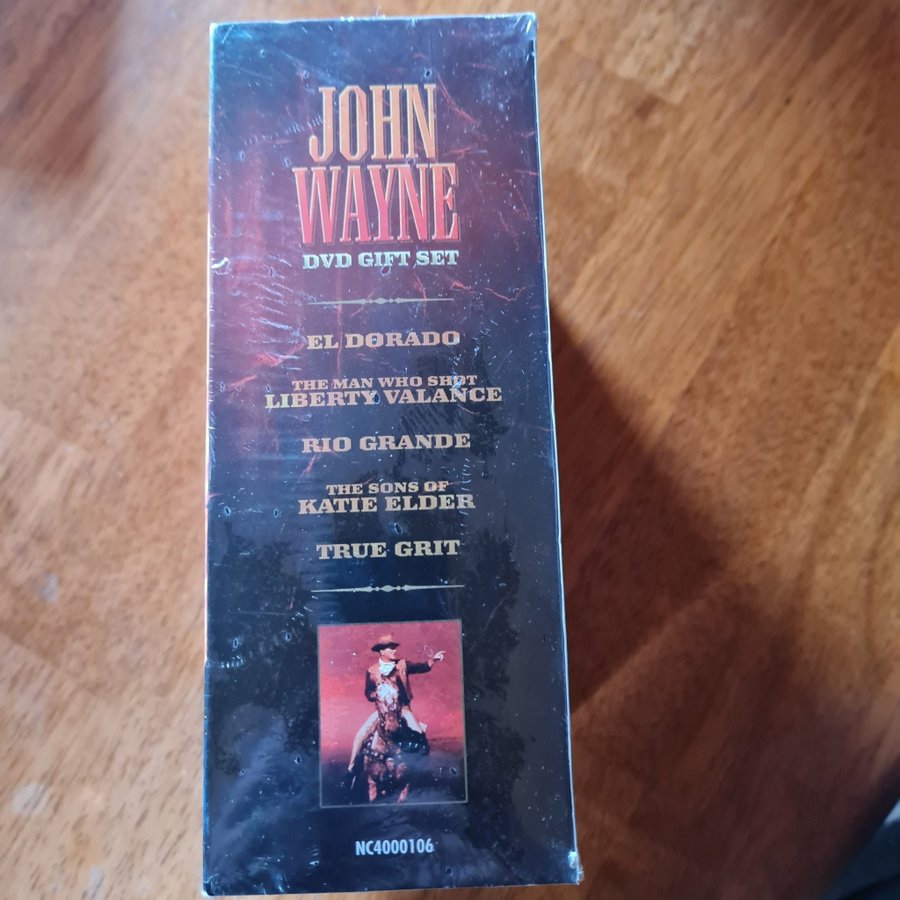 JOHN
WAYNE
DVD GIFT SET
EL DORADO
THE MAN WHO SHOT
LIBERTY VALANCE
RIO GRANDE
THE SONS OF
KATIE ELDER
TRUE GRIT
NC4000106